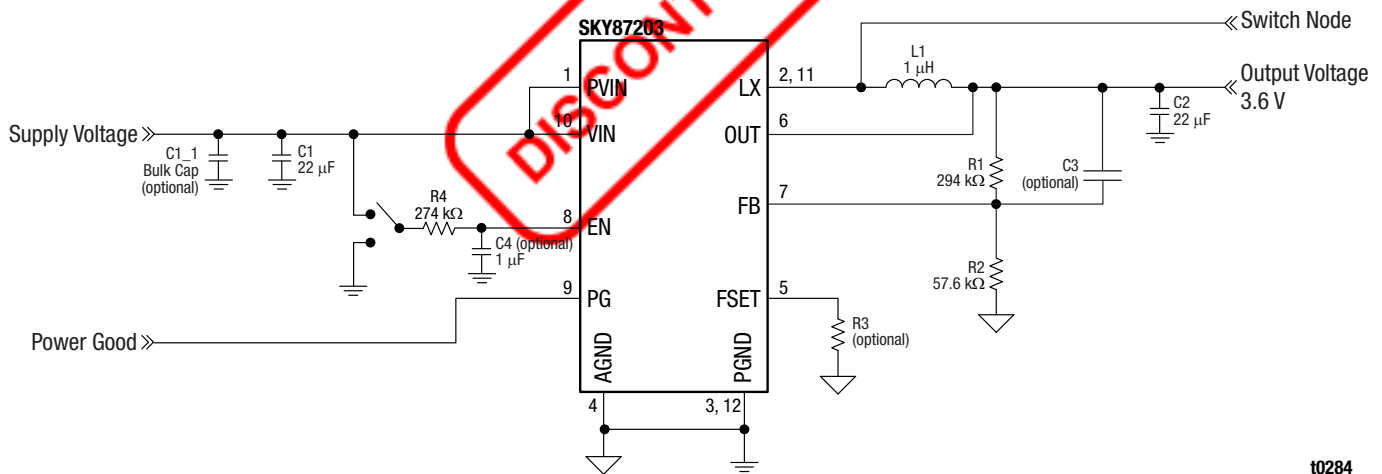 SKY87203
Switch Node
L1
1 μH
1
PVIN
LX
2, 11
Output Voltage
3.6 V
C2
22 μF
Supply Voltage
10
VIN
OUT
6
C1_1
Bulk Cap
(optional)
C1
22 μF
R1
294 kΩ
C3
(optional)
R4
274 kΩ
8
EN
FB
7
C4 (optional)
1 μF
R2
57.6 kΩ
9
PG
FSET
5
R3
(optional)
Power Good
AGND
PGND
4
3, 12
t0284
DISCONT